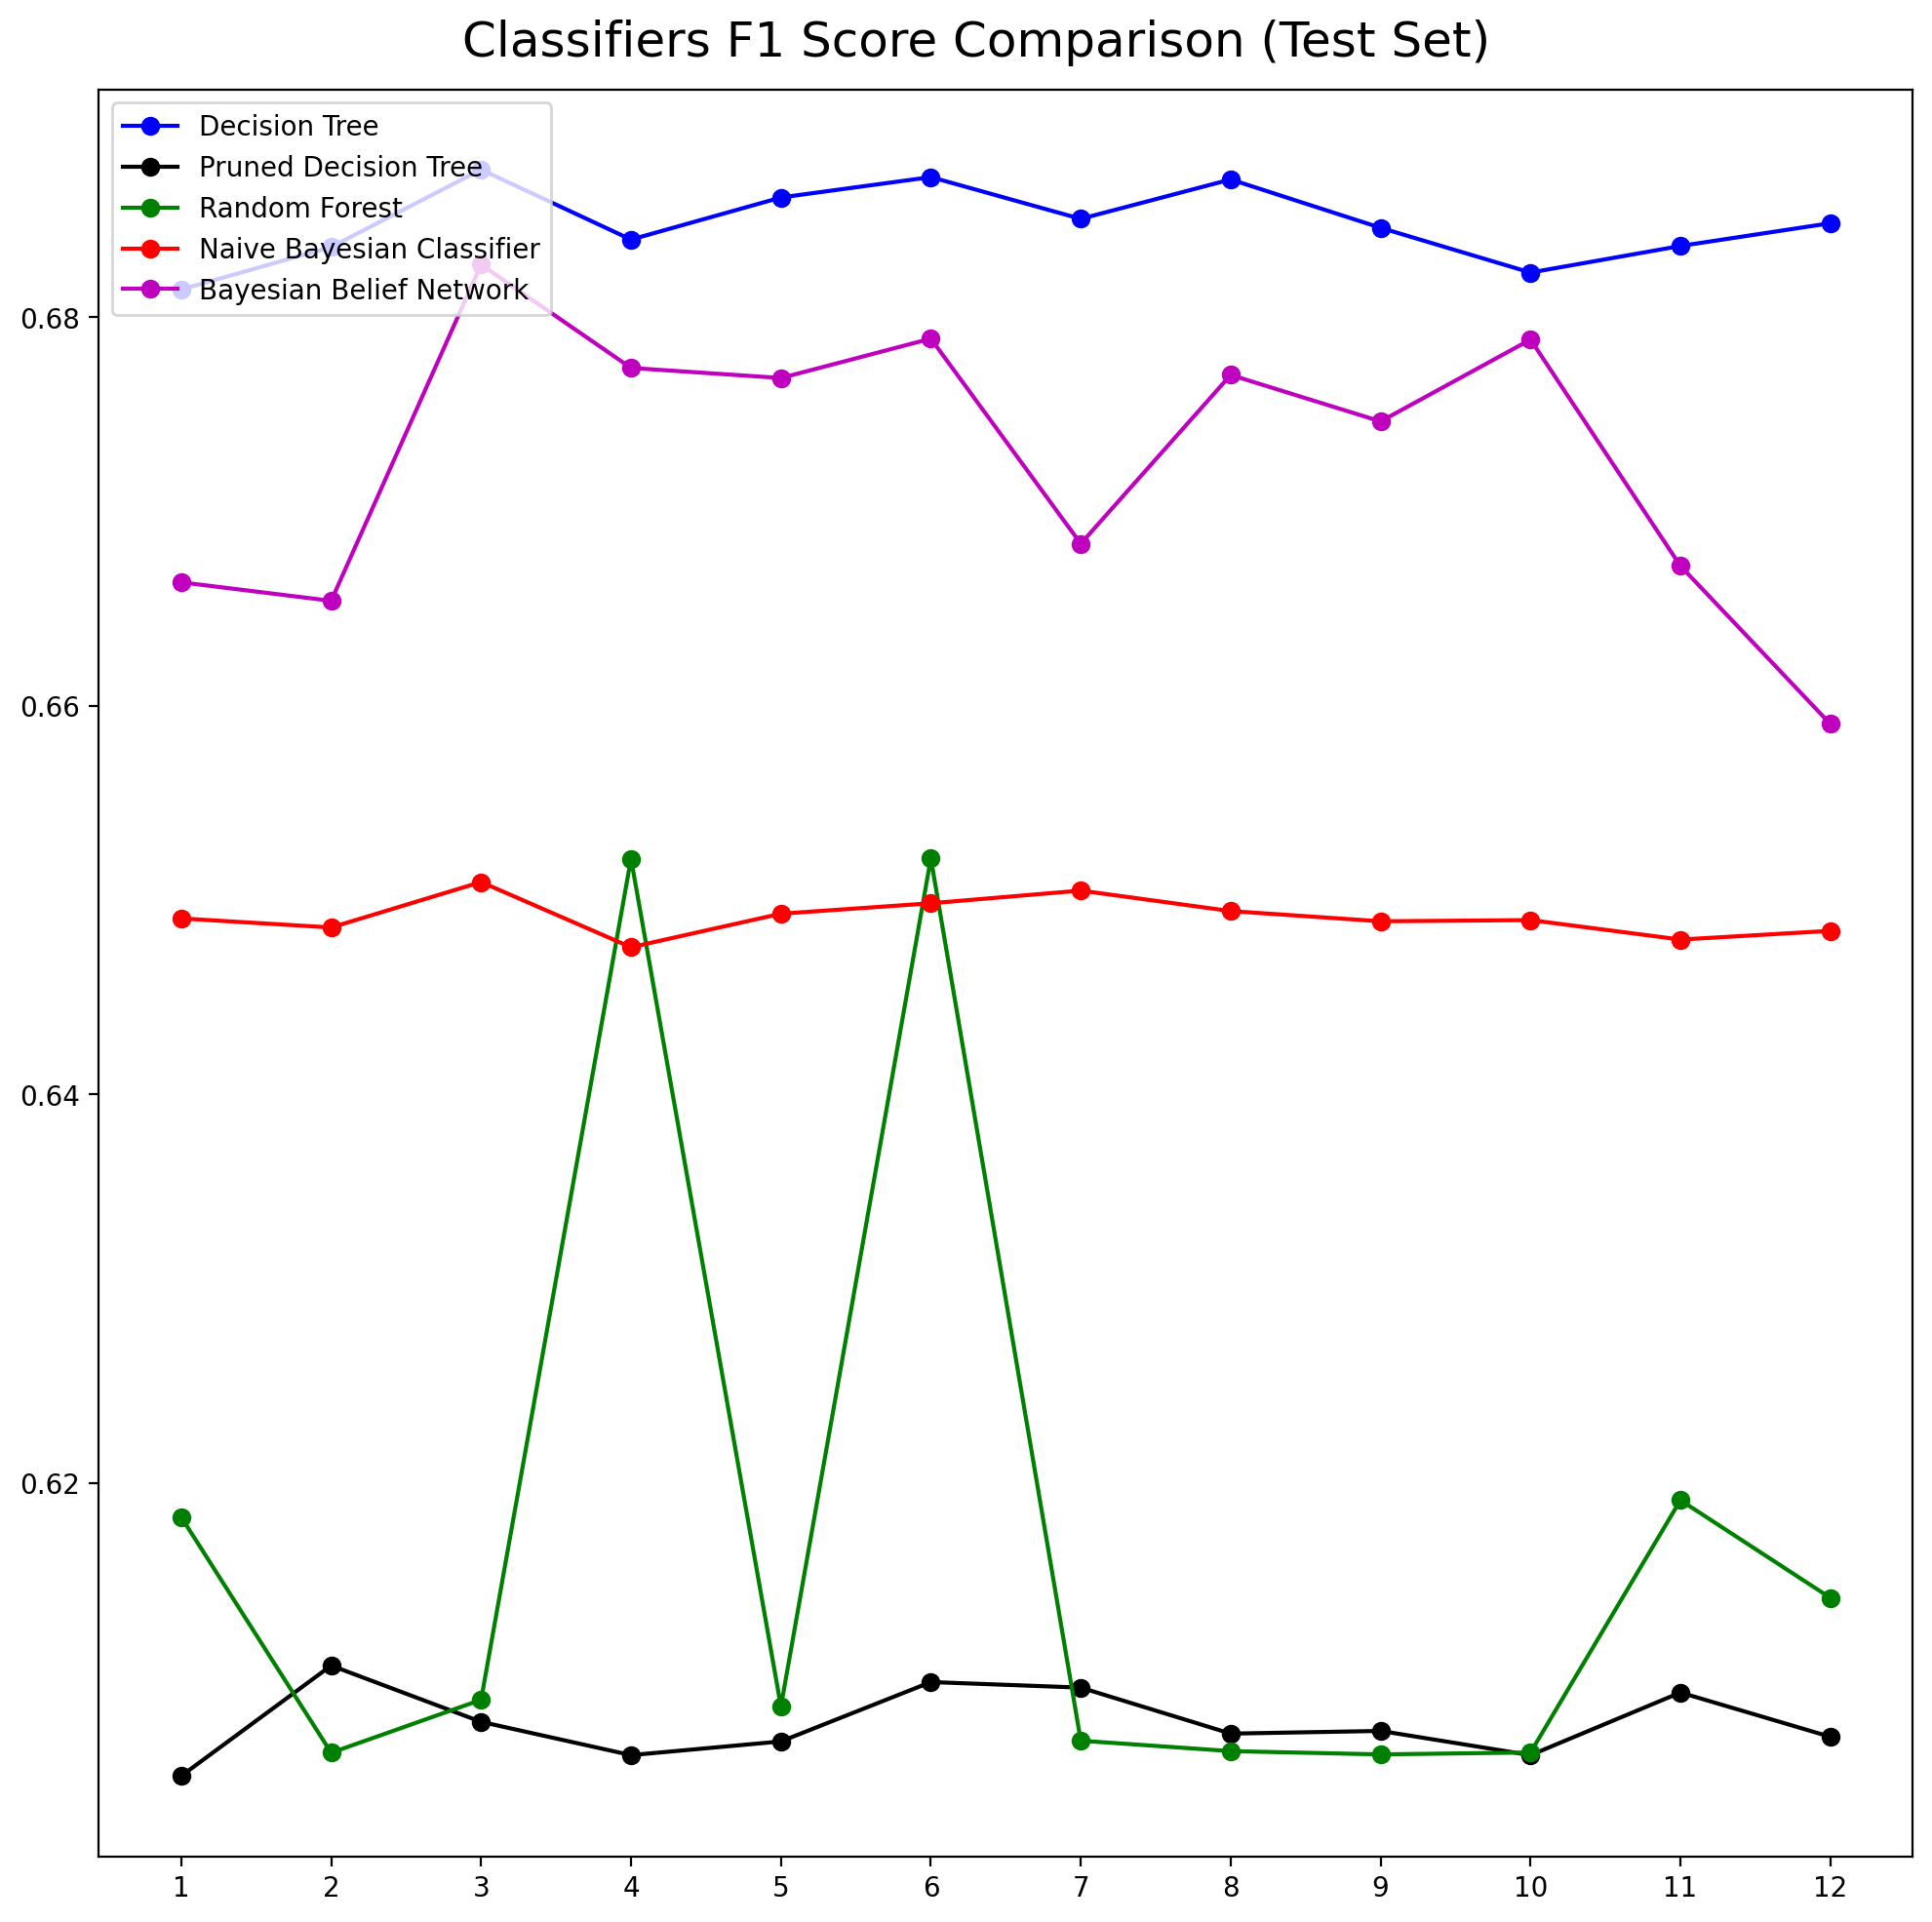 Classifiers F1 Score Comparison (Test Set)
Decision Tree
Pruned Decision Tree
Random Forest
Naive Bayesian Classifier
Bayesian Belief Network
0.68
0.66
0.64
0.62
1 2 3 4 5 6 7 8 9 10 11 12